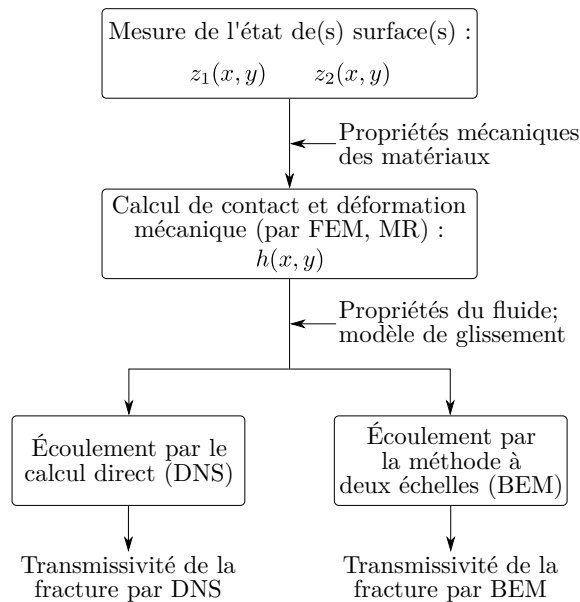 Mesure de l'état de(s) surface(s) :
z₁(x, y) z₂(x, y)
Propriétés mécaniques
des matériaux
Calcul de contact et déformation
mécanique (par FEM, MR) :
h(x, y)
Propriétés du fluide;
modèle de glissement
Écoulement par le
calcul direct (DNS)
Écoulement par
la méthode à
deux échelles (BEM)
Transmissivité de la
fracture par DNS
Transmissivité de la
fracture par BEM